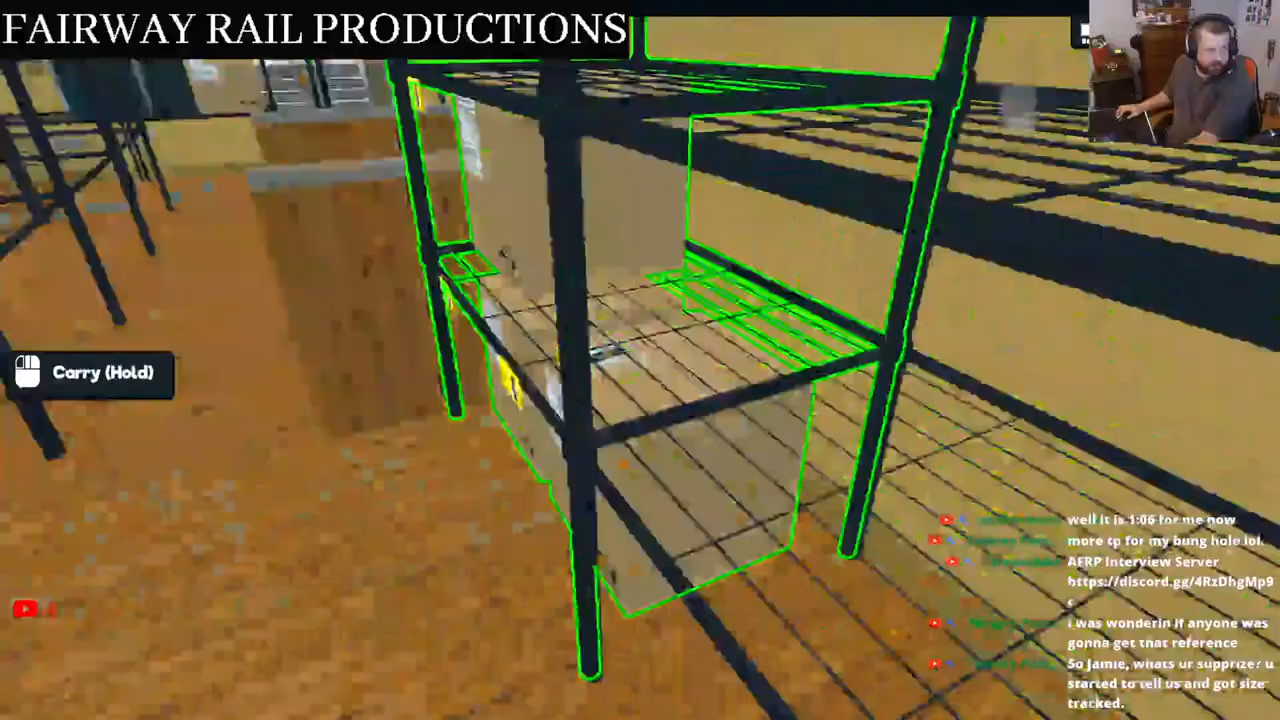 FAIRWAY RAIL PRODUCTIONS
Carry (Hold)
well it is 1:06 for me now
more tp for my bung hole lol
AFRP Interview Server
https://discord.gg/4RzDhgMp9
c
i was wonderin if anyone was
gonna get that reference
So Jamie, whats ur supprize? u
started to tell us and got size
tracked.